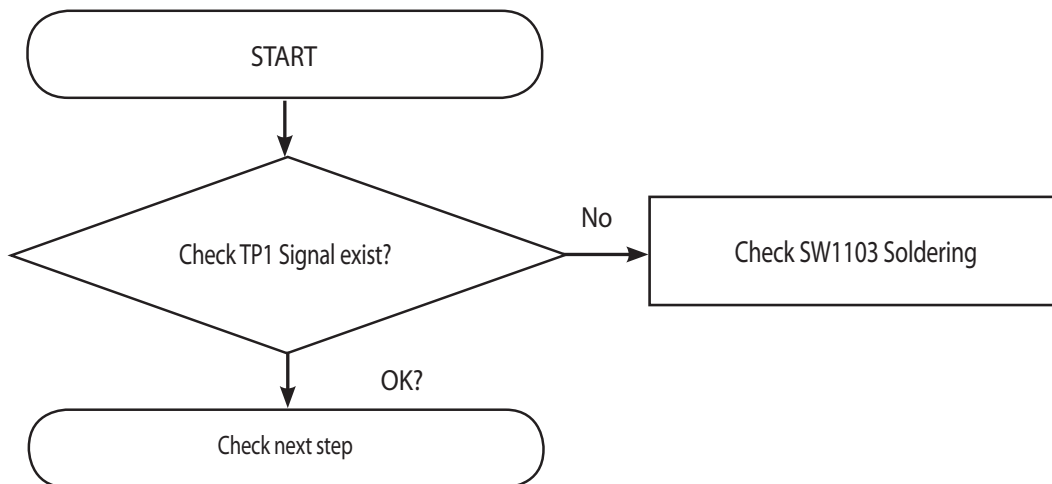 START
Check TP1 Signal exist?
No
Check SW1103 Soldering
OK?
Check next step